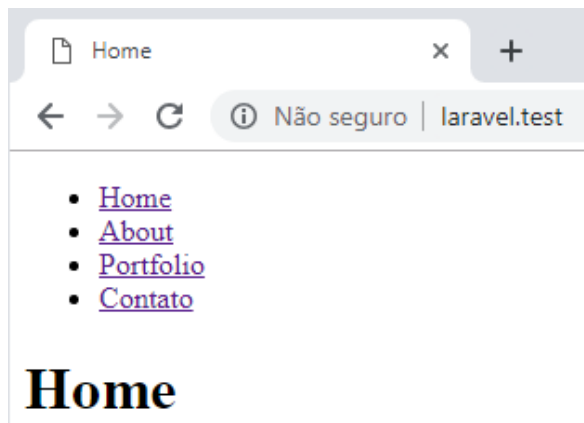 Home
Não seguro | laravel.test
Home
About
Portfolio
Contato
Home